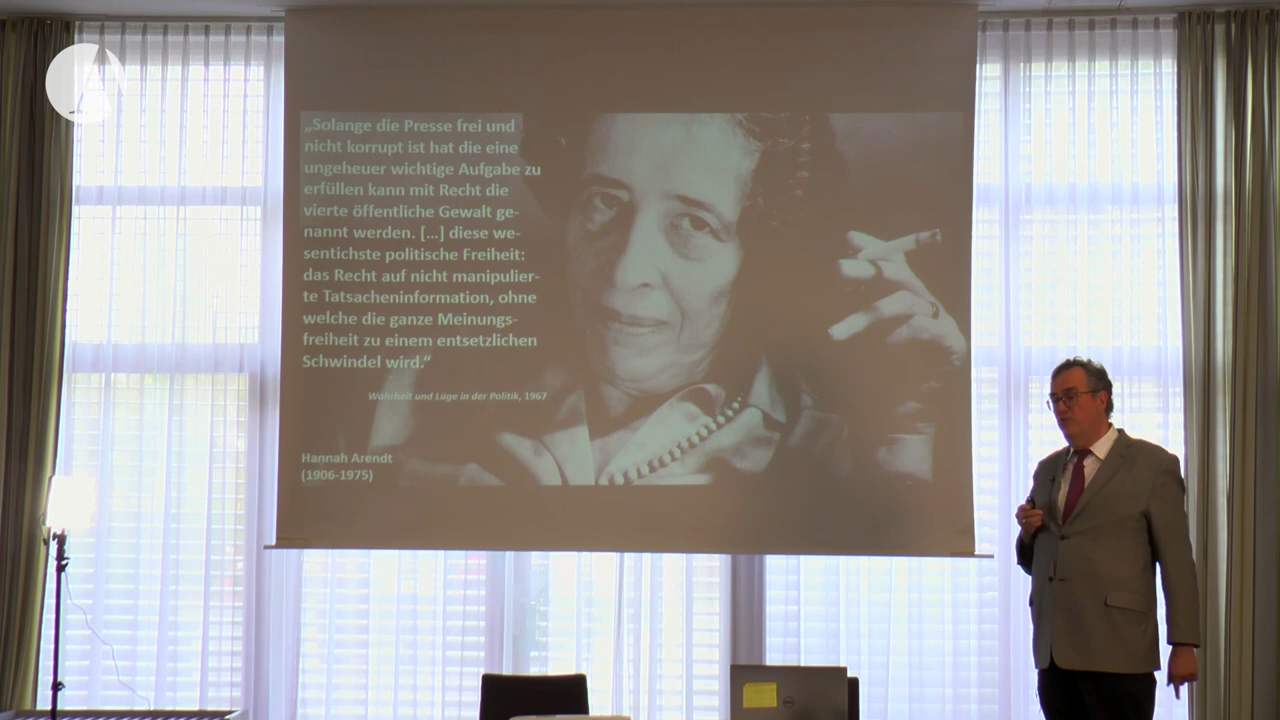 „Solange die Presse frei und
nicht korrupt ist hat die eine
ungeheuer wichtige Aufgabe zu
erfüllen kann mit Recht die
vierte öffentliche Gewalt ge-
nannt werden. […] diese we-
sentichste politische Freiheit:
das Recht auf nicht manipulier-
te Tatsacheninformation, ohne
welche die ganze Meinungs-
freiheit zu einem entsetzlichen
Schwindel wird.“
Wahrheit und Lüge in der Politik, 1967
Hannah Arendt
(1906-1975)
DELL